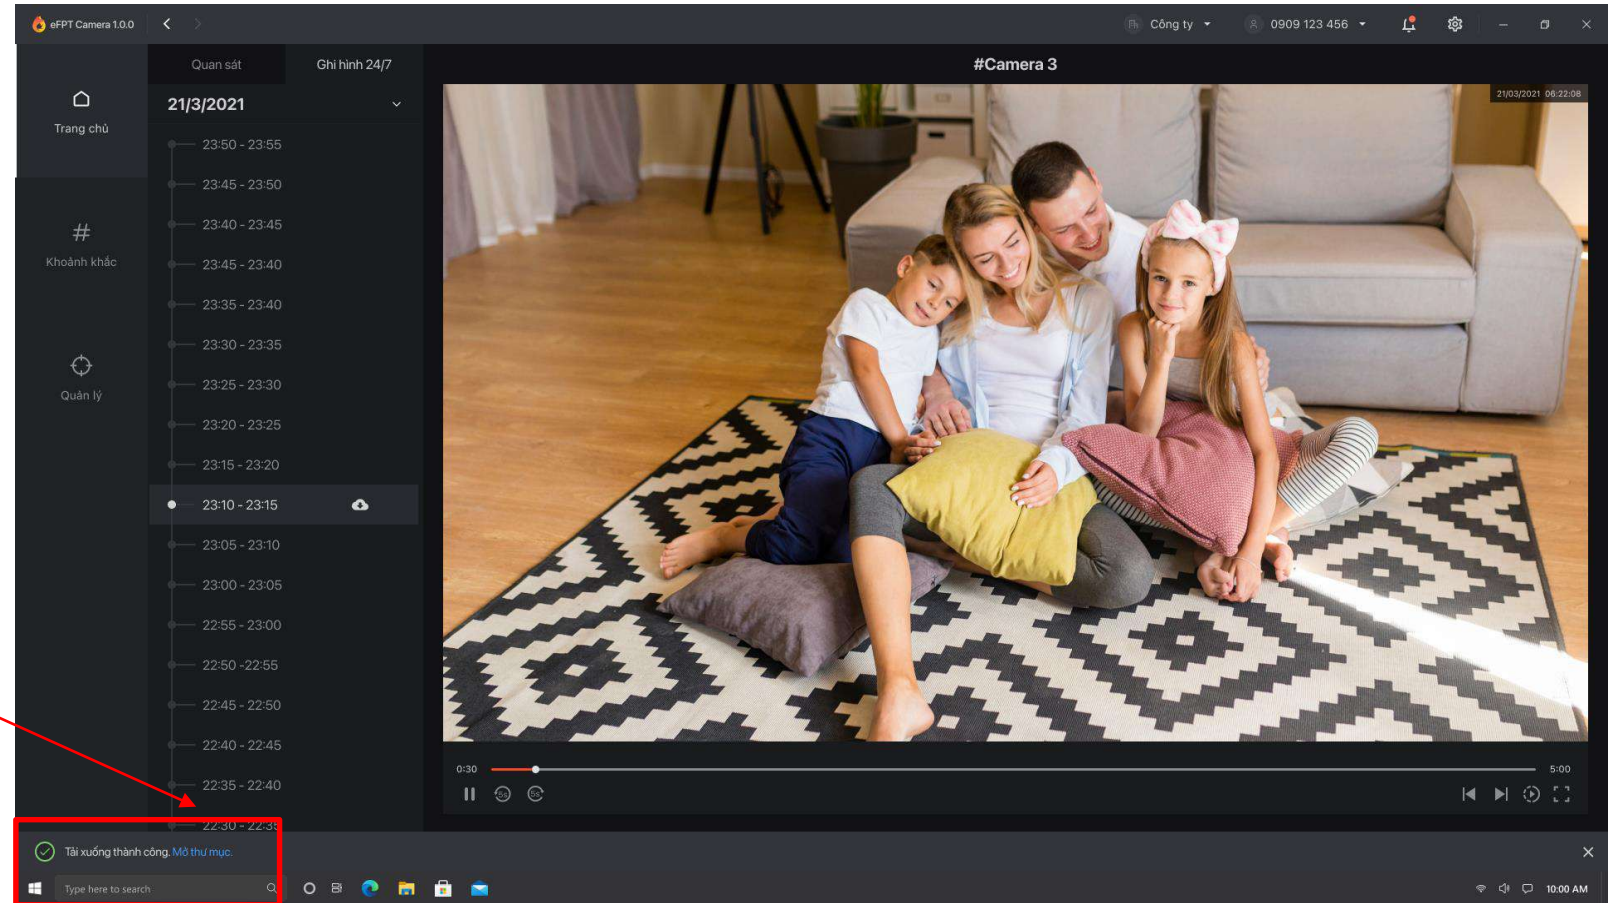 eFPT Camera 1.0.0
Công ty
0909 123 456
Quan sát
Ghi hình 24/7
#Camera 3
Trang chủ
Khoảnh khắc
Quản lý
21/3/2021
23:50 - 23:55
23:45 - 23:50
23:40 - 23:45
23:45 - 23:40
23:35 - 23:40
23:30 - 23:35
23:25 - 23:30
23:20 - 23:25
23:15 - 23:20
23:10 - 23:15
23:05 - 23:10
23:00 - 23:05
22:55 - 23:00
22:50 -22:55
22:45 - 22:50
22:40 - 22:45
22:35 - 22:40
22:30 - 22:35
21/03/2021 06:22:08
0:30
5:00
5s
5s
Tải xuống thành công. Mở thư mục.
Type here to search
10:00 AM